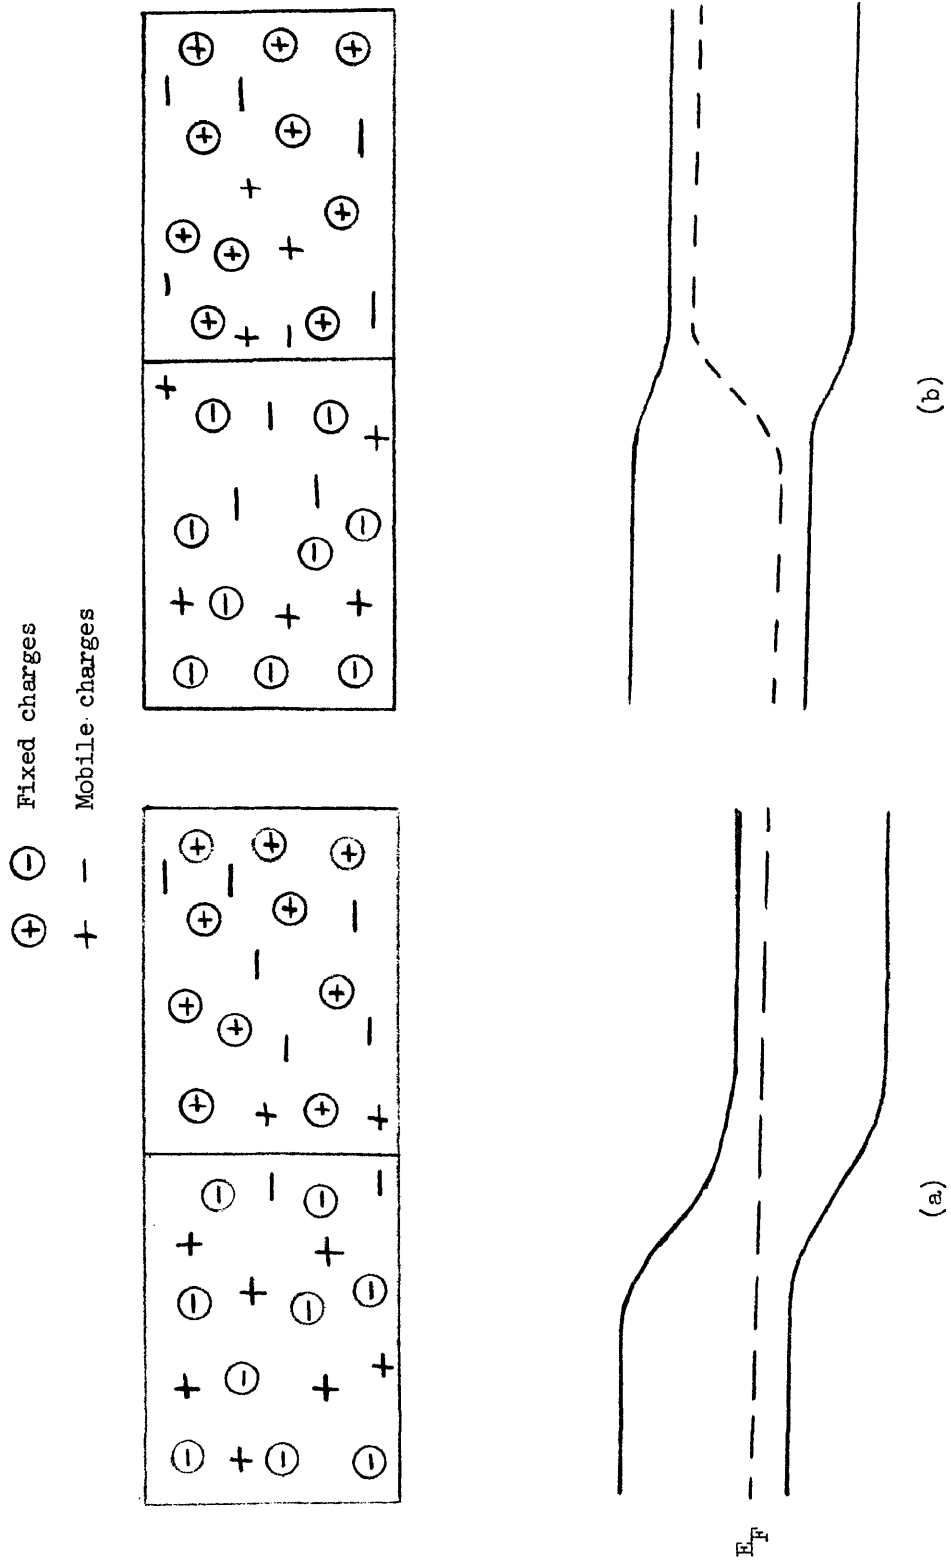 ⊕ ⊖ Fixed charges
+ − Mobile charges
E_F
(a)
(b)